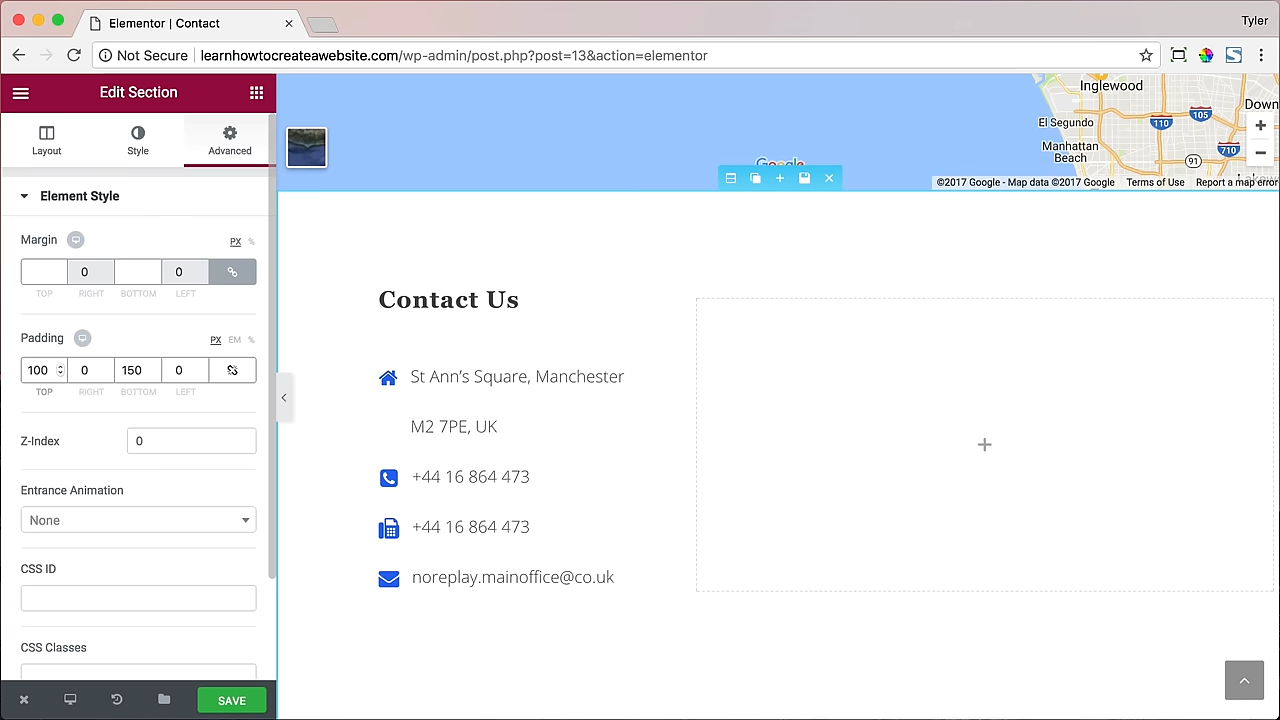 Elementor | Contact
Tyler
Not Secure
learnhowtocreateawebsite.com/wp-admin/post.php?post=13&action=elementor
Edit Section
Layout
Style
Advanced
Element Style
Margin
PX %
0 0
TOP RIGHT BOTTOM LEFT
Padding
PX EM %
100 0 150 0
TOP RIGHT BOTTOM LEFT
Z-Index
0
Entrance Animation
None
CSS ID
CSS Classes
SAVE
Inglewood
El Segundo
Manhattan
Beach
110
105
Down
710
91
Google
©2017 Google - Map data ©2017 Google
Terms of Use
Report a map error
Contact Us
St Ann’s Square, Manchester
M2 7PE, UK
+44 16 864 473
+44 16 864 473
noreplay.mainoffice@co.uk